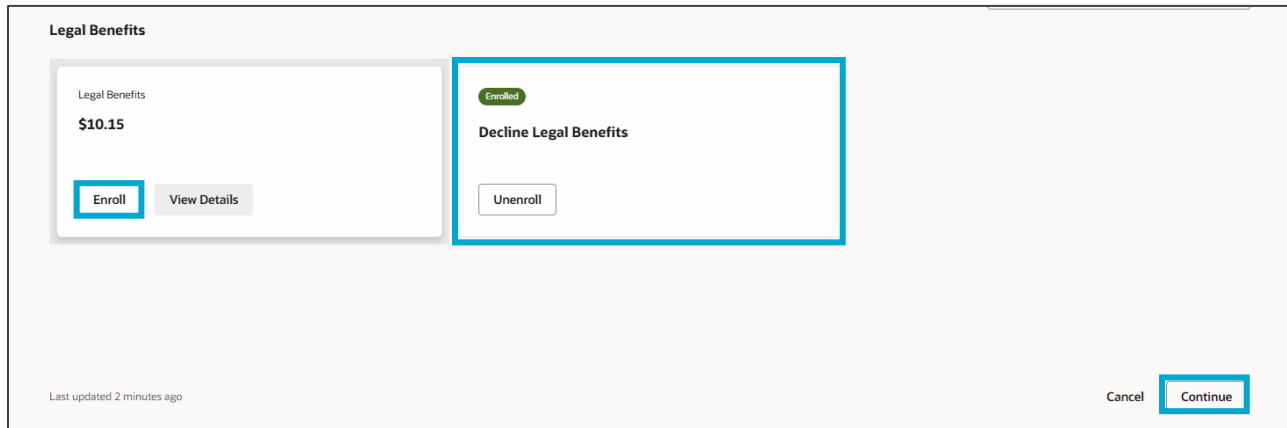 Legal Benefits
Legal Benefits
$10.15
Enroll
View Details
Enrolled
Decline Legal Benefits
Unenroll
Last updated 2 minutes ago
Cancel
Continue